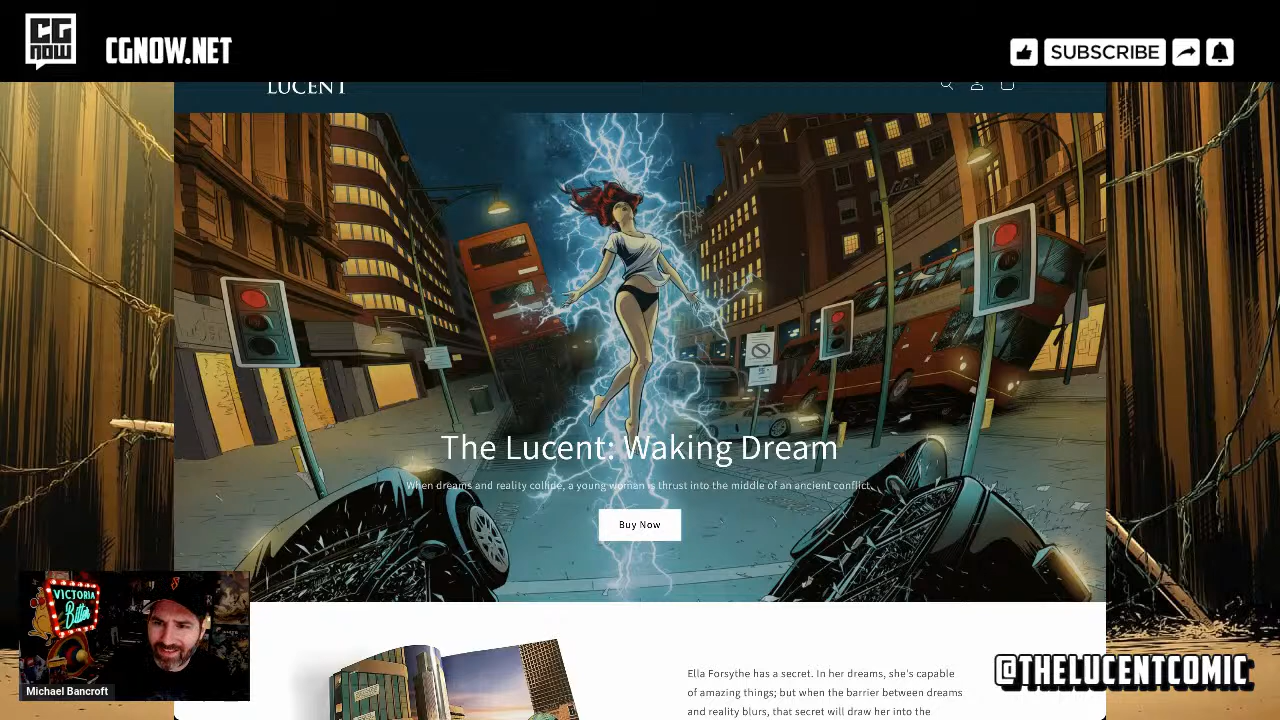 CG
NOW
CGNOW.NET
SUBSCRIBE
LUCENT
The Lucent: Waking Dream
When dreams and reality collide, a young woman is thrust into the middle of an ancient conflict.
Buy Now
VICTORIA
Bitter
Michael Bancroft
Ella Forsythe has a secret. In her dreams, she's capable
of amazing things; but when the barrier between dreams
and reality blurs, that secret will draw her into the
@THELUCENTCOMIC